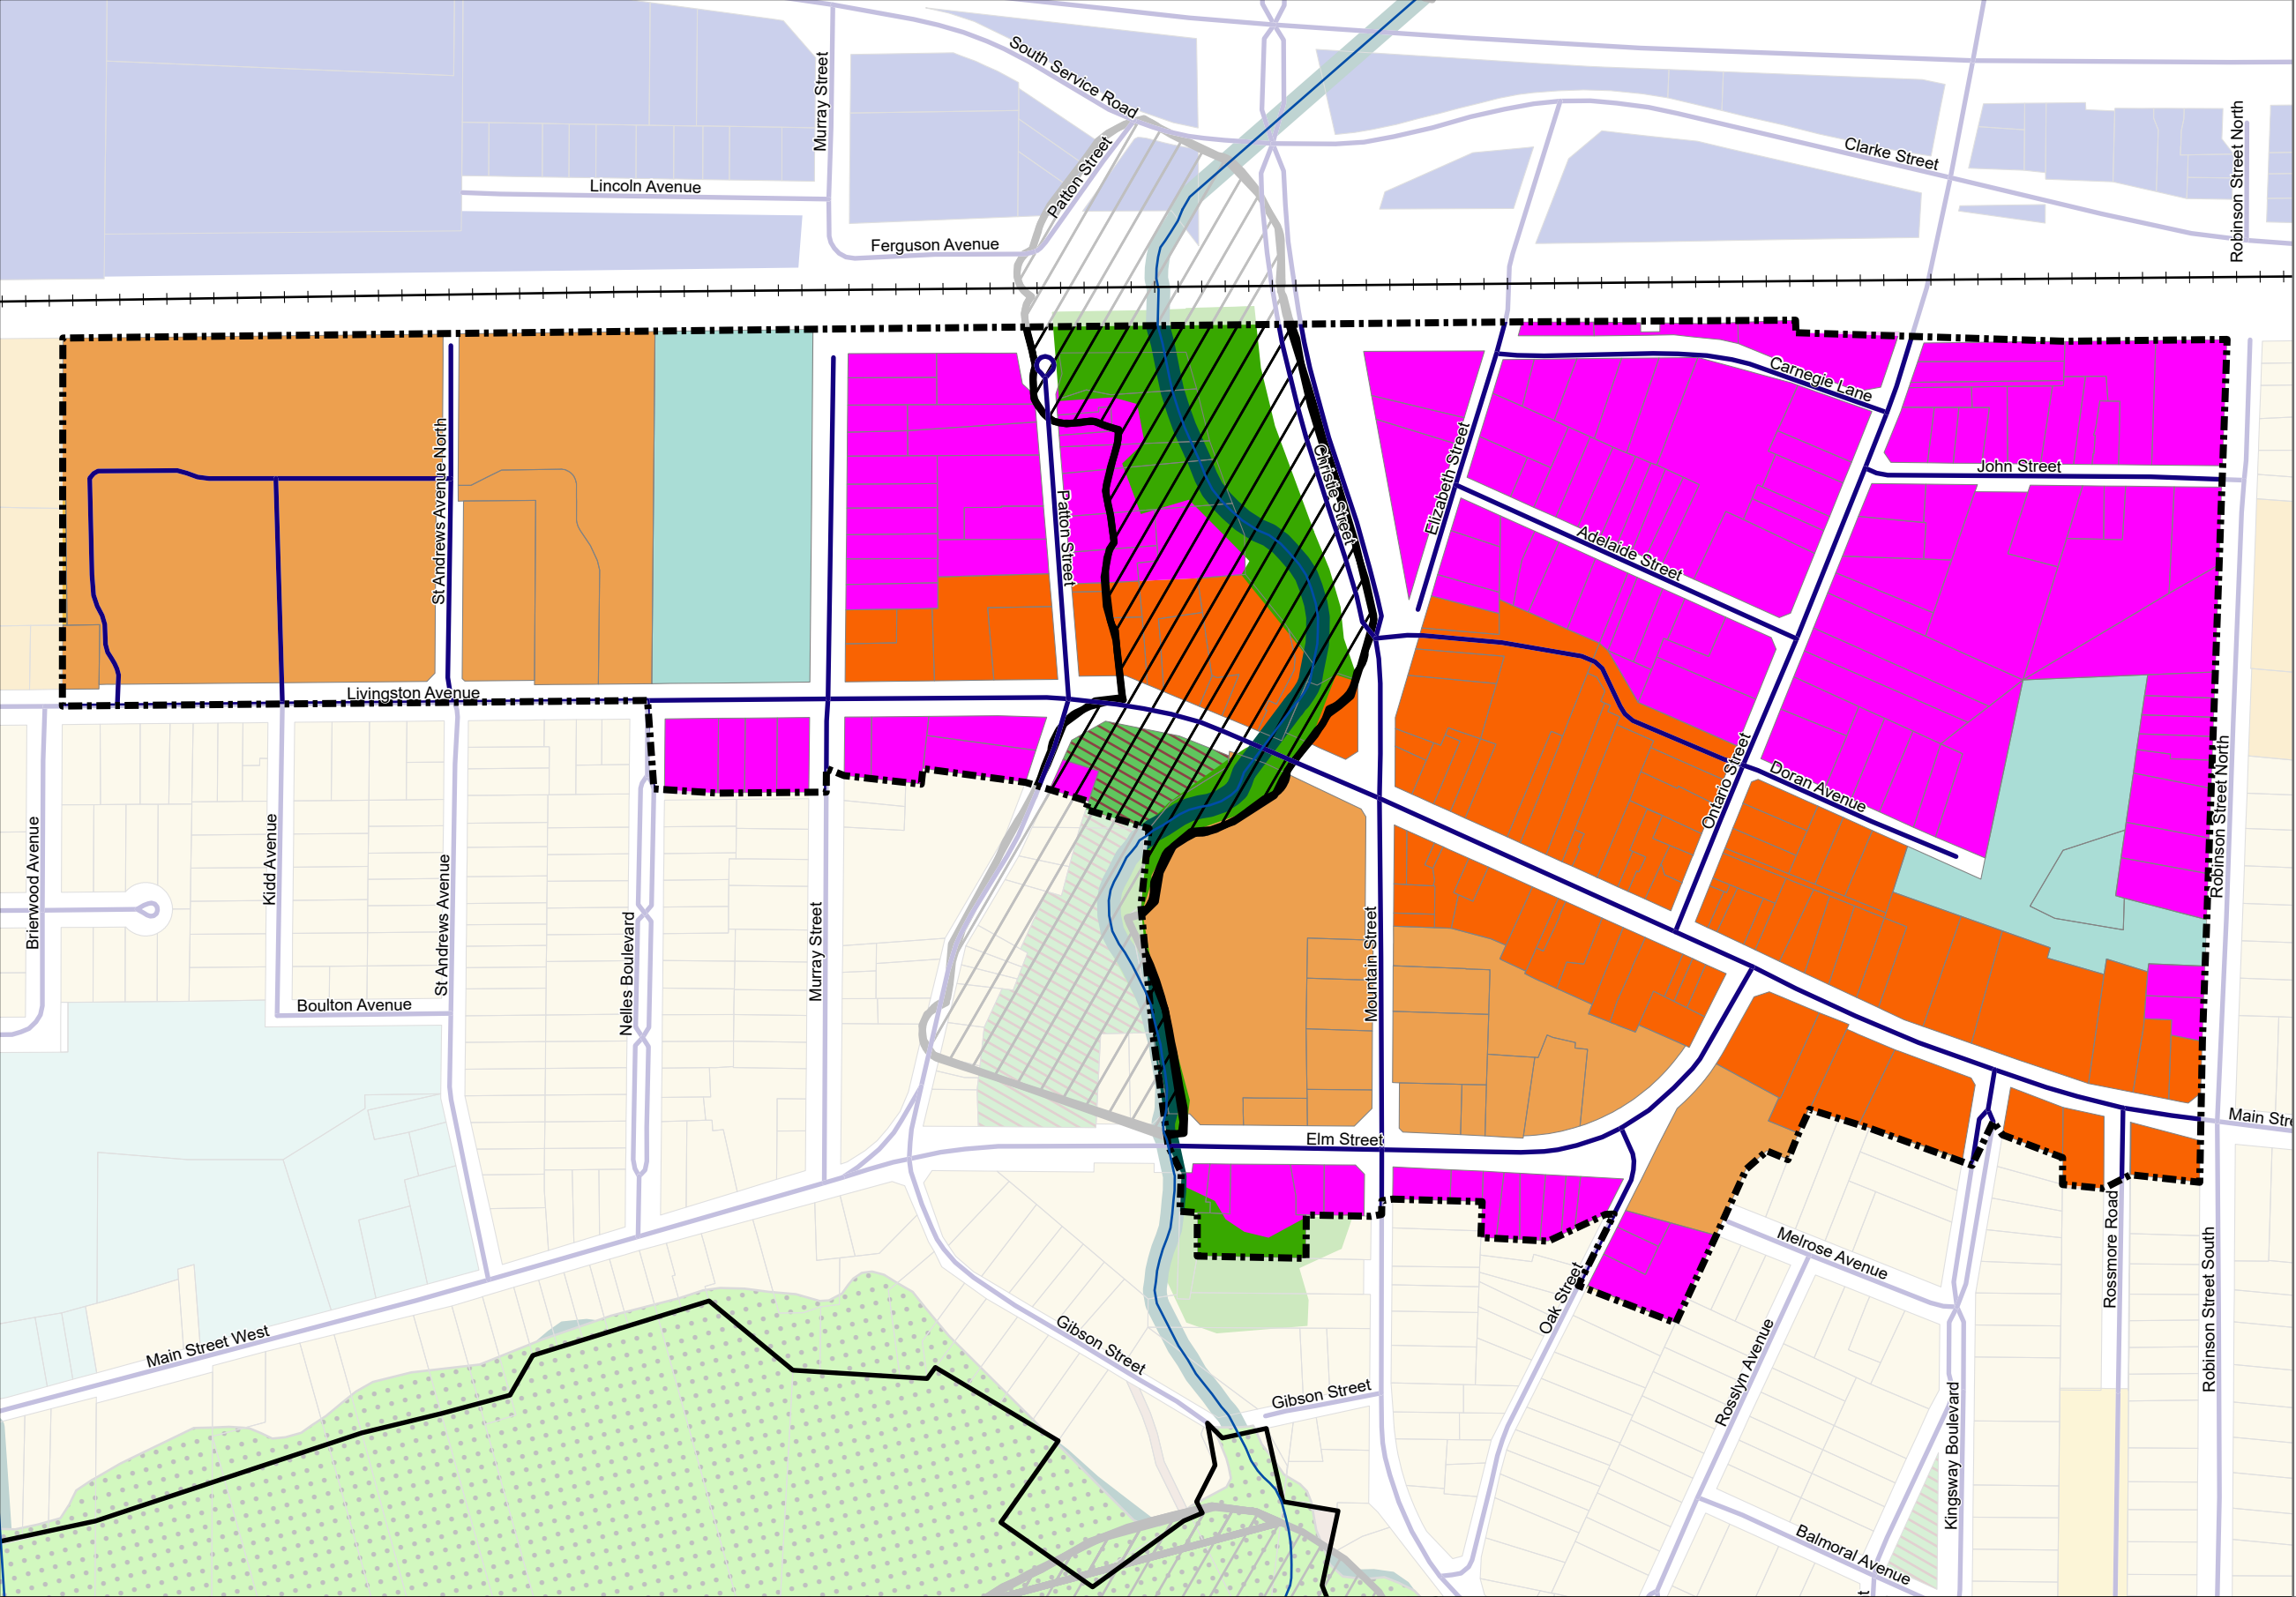 South Service Road
Murray Street
Patton Street
Clarke Street
Robinson Street North
Lincoln Avenue
Ferguson Avenue
Carnegie Lane
John Street
St Andrews Avenue North
Christie Street
Elizabeth Street
Patton Street
Adelaide Street
Livingston Avenue
Ontario Street
Doran Avenue
Robinson Street North
Brierwood Avenue
Kidd Avenue
St Andrews Avenue
Nelles Boulevard
Murray Street
Mountain Street
Boulton Avenue
Main Stre
Elm Street
Rossmore Road
Melrose Avenue
Robinson Street South
Oak Street
Main Street West
Gibson Street
Rosslyn Avenue
Gibson Street
Kingsway Boulevard
Balmoral Avenue
t